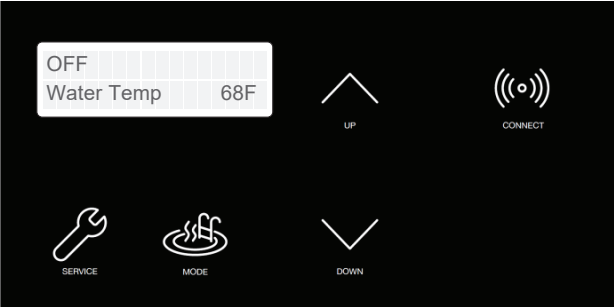 OFF
Water Temp 68F
UP
CONNECT
SERVICE
MODE
DOWN